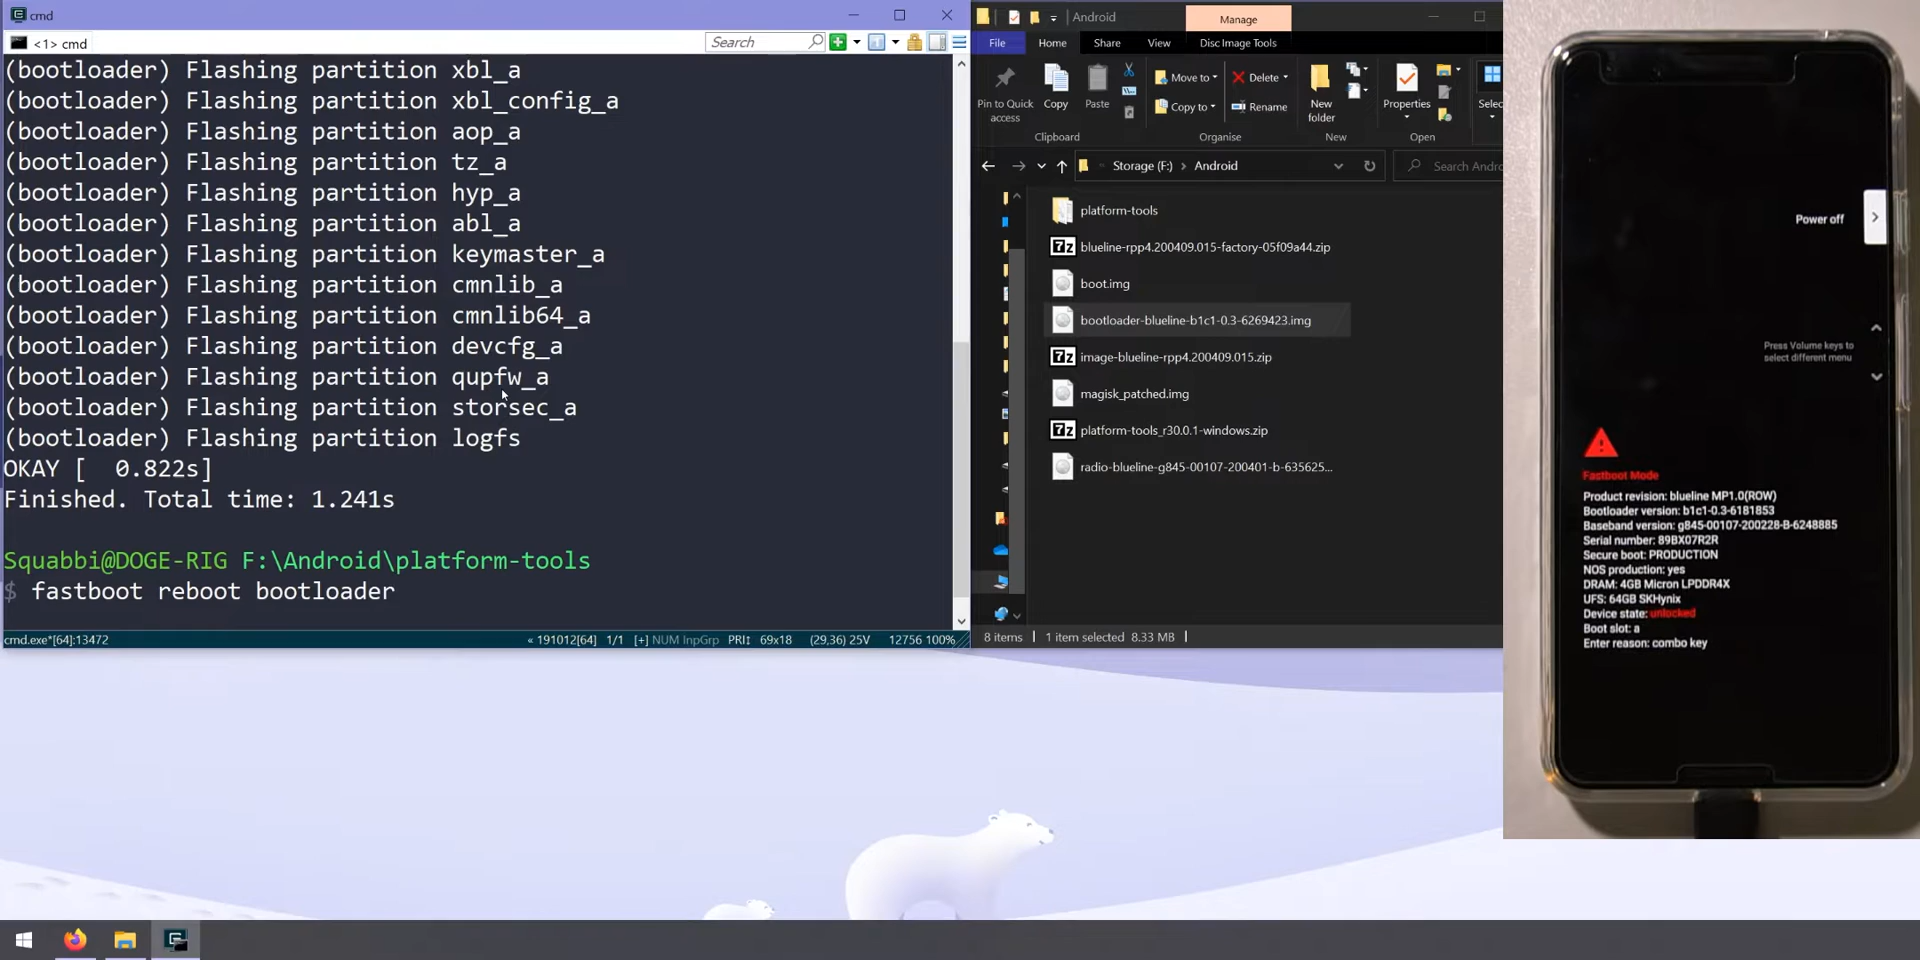 cmd
<1> cmd
Search
(bootloader) Flashing partition xbl_a
(bootloader) Flashing partition xbl_config_a
(bootloader) Flashing partition aop_a
(bootloader) Flashing partition tz_a
(bootloader) Flashing partition hyp_a
(bootloader) Flashing partition abl_a
(bootloader) Flashing partition keymaster_a
(bootloader) Flashing partition cmnlib_a
(bootloader) Flashing partition cmnlib64_a
(bootloader) Flashing partition devcfg_a
(bootloader) Flashing partition qupfw_a
(bootloader) Flashing partition storsec_a
(bootloader) Flashing partition logfs
OKAY [  0.822s]
Finished. Total time: 1.241s
Squabbi@DOGE-RIG F:\Android\platform-tools
$ fastboot reboot bootloader
cmd.exe*[64]:13472
« 191012[64] 1/1 [+] NUM InpGrp PRI↕ 69x18 (29,36) 25V 12756 100%
Android
Manage
File Home Share View Disc Image Tools
Pin to Quick
access
Copy
Paste
Clipboard
Move to
Copy to
Delete
Rename
Organise
New
folder
New
Properties
Open
Selec
Storage (F:) > Android
Search Andro
platform-tools
blueline-rpp4.200409.015-factory-05f09a44.zip
boot.img
bootloader-blueline-b1c1-0.3-6269423.img
image-blueline-rpp4.200409.015.zip
magisk_patched.img
platform-tools_r30.0.1-windows.zip
radio-blueline-g845-00107-200401-b-635625...
8 items
1 item selected 8.33 MB
Power off
Press Volume keys to
select different menu
Fastboot Mode
Product revision: blueline MP1.0(ROW)
Bootloader version: b1c1-0.3-6181853
Baseband version: g845-00107-200228-B-6248885
Serial number: 89BX07R2R
Secure boot: PRODUCTION
NOS production: yes
DRAM: 4GB Micron LPDDR4X
UFS: 64GB SKHynix
Device state: unlocked
Boot slot: a
Enter reason: combo key